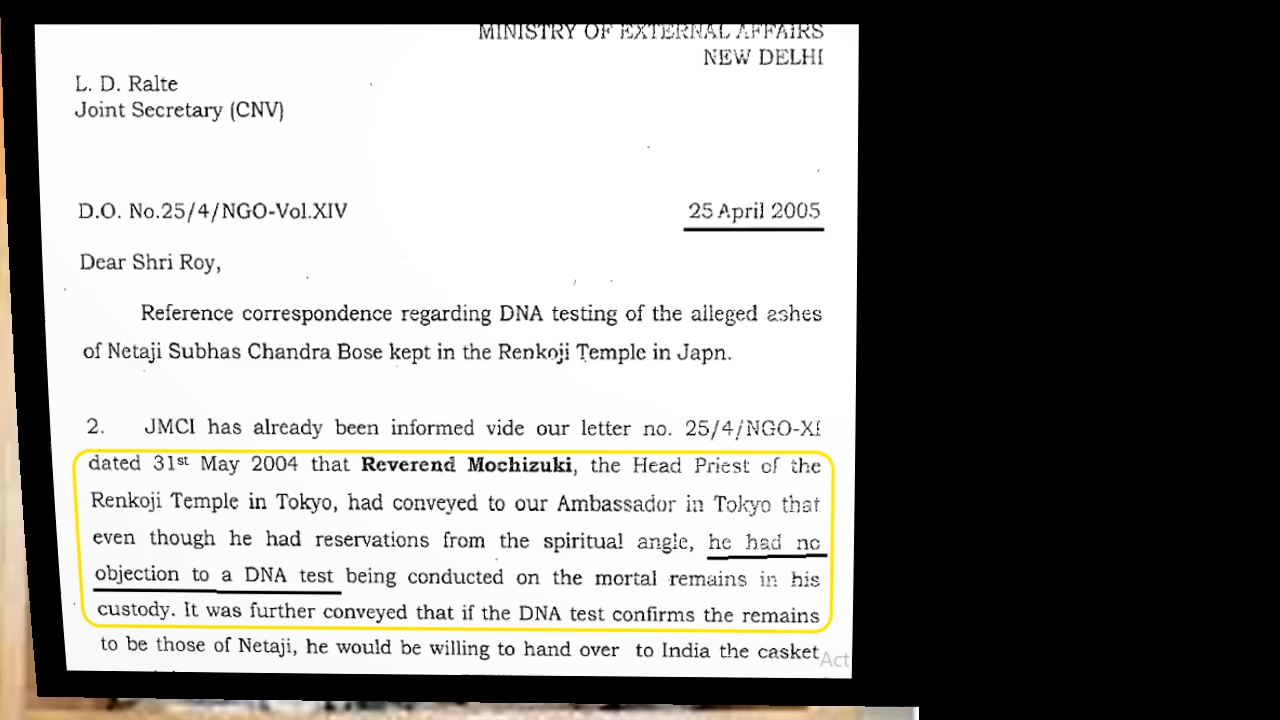 MINISTRY OF EXTERNAL AFFAIRS
NEW DELHI
L. D. Ralte
Joint Secretary (CNV)
D.O. No.25/4/NGO-Vol.XIV
25 April 2005
Dear Shri Roy,
Reference correspondence regarding DNA testing of the alleged ashes
of Netaji Subhas Chandra Bose kept in the Renkoji Temple in Japn.
2. JMCI has already been informed vide our letter no. 25/4/NGO-XI
dated 31st May 2004 that Reverend Mochizuki, the Head Priest of the
Renkoji Temple in Tokyo, had conveyed to our Ambassador in Tokyo that
even though he had reservations from the spiritual angle, he had no
objection to a DNA test being conducted on the mortal remains in his
custody. It was further conveyed that if the DNA test confirms the remains
to be those of Netaji, he would be willing to hand over to India the casket
Act